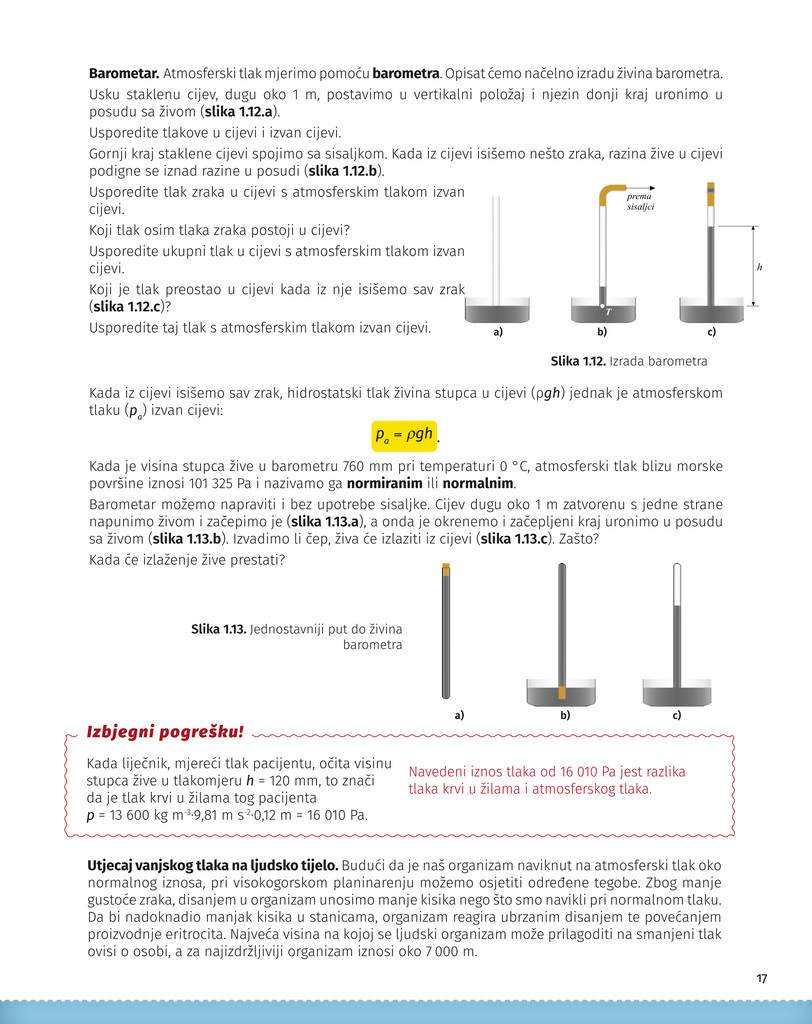 Barometar. Atmosferski tlak mjerimo pomoću barometra. Opisat ćemo načelno izradu živina barometra.
Usku staklenu cijev, dugu oko 1 m, postavimo u vertikalni položaj i njezin donji kraj uronimo u
posudu sa živom (slika 1.12.a).
Usporedite tlakove u cijevi i izvan cijevi.
Gornji kraj staklene cijevi spojimo sa sisaljkom. Kada iz cijevi isišemo nešto zraka, razina žive u cijevi
podigne se iznad razine u posudi (slika 1.12.b).
Usporedite tlak zraka u cijevi s atmosferskim tlakom izvan
cijevi.
Koji tlak osim tlaka zraka postoji u cijevi?
Usporedite ukupni tlak u cijevi s atmosferskim tlakom izvan
cijevi.
Koji je tlak preostao u cijevi kada iz nje isišemo sav zrak
(slika 1.12.c)?
Usporedite taj tlak s atmosferskim tlakom izvan cijevi.
prema
sisaljci
h
T
a) b) c)
Slika 1.12. Izrada barometra
Kada iz cijevi isišemo sav zrak, hidrostatski tlak živina stupca u cijevi (ρgh) jednak je atmosferskom
tlaku (pₐ) izvan cijevi:
pₐ = ρgh .
Kada je visina stupca žive u barometru 760 mm pri temperaturi 0 °C, atmosferski tlak blizu morske
površine iznosi 101 325 Pa i nazivamo ga normiranim ili normalnim.
Barometar možemo napraviti i bez upotrebe sisaljke. Cijev dugu oko 1 m zatvorenu s jedne strane
napunimo živom i začepimo je (slika 1.13.a), a onda je okrenemo i začepljeni kraj uronimo u posudu
sa živom (slika 1.13.b). Izvadimo li čep, živa će izlaziti iz cijevi (slika 1.13.c). Zašto?
Kada će izlaženje žive prestati?
Slika 1.13. Jednostavniji put do živina
barometra
a) b) c)
Izbjegni pogrešku!
Kada liječnik, mjereći tlak pacijentu, očita visinu
stupca žive u tlakomjeru h = 120 mm, to znači
da je tlak krvi u žilama tog pacijenta
p = 13 600 kg m⁻³·9,81 m s⁻²·0,12 m = 16 010 Pa.
Navedeni iznos tlaka od 16 010 Pa jest razlika
tlaka krvi u žilama i atmosferskog tlaka.
Utjecaj vanjskog tlaka na ljudsko tijelo. Budući da je naš organizam naviknut na atmosferski tlak oko
normalnog iznosa, pri visokogorskom planinarenju možemo osjetiti određene tegobe. Zbog manje
gustoće zraka, disanjem u organizam unosimo manje kisika nego što smo navikli pri normalnom tlaku.
Da bi nadoknadio manjak kisika u stanicama, organizam reagira ubrzanim disanjem te povećanjem
proizvodnje eritrocita. Najveća visina na kojoj se ljudski organizam može prilagoditi na smanjeni tlak
ovisi o osobi, a za najizdržljiviji organizam iznosi oko 7 000 m.
17